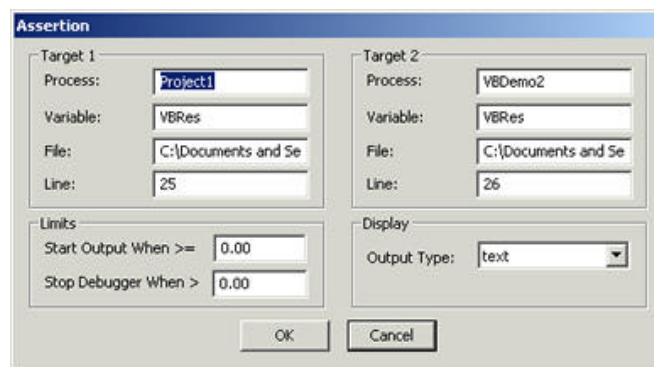 Assertion
Target 1
Process: Project1
Variable: VBRes
File: C:\Documents and Se
Line: 25
Target 2
Process: VBDemo2
Variable: VBRes
File: C:\Documents and Se
Line: 26
Limits
Start Output When >= 0.00
Stop Debugger When > 0.00
Display
Output Type: text
OK
Cancel